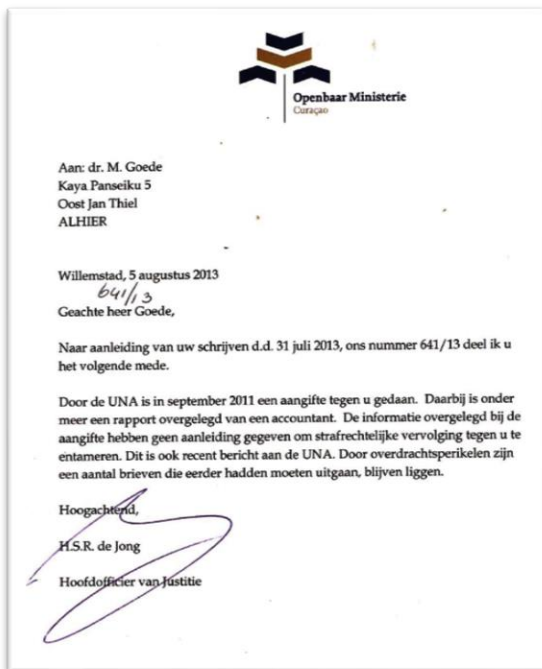 Openbaar Ministerie
Curaçao
Aan: dr. M. Goede
Kaya Panseiku 5
Oost Jan Thiel
ALHIER
Willemstad, 5 augustus 2013
641/13
Geachte heer Goede,
Naar aanleiding van uw schrijven d.d. 31 juli 2013, ons nummer 641/13 deel ik u
het volgende mede.
Door de UNA is in september 2011 een aangifte tegen u gedaan. Daarbij is onder
meer een rapport overgelegd van een accountant. De informatie overgelegd bij de
aangifte hebben geen aanleiding gegeven om strafrechtelijke vervolging tegen u te
entameren. Dit is ook recent bericht aan de UNA. Door overdrachtsperikelen zijn
een aantal brieven die eerder hadden moeten uitgaan, blijven liggen.
Hoogachtend,
H.S.R. de Jong
Hoofdofficier van Justitie